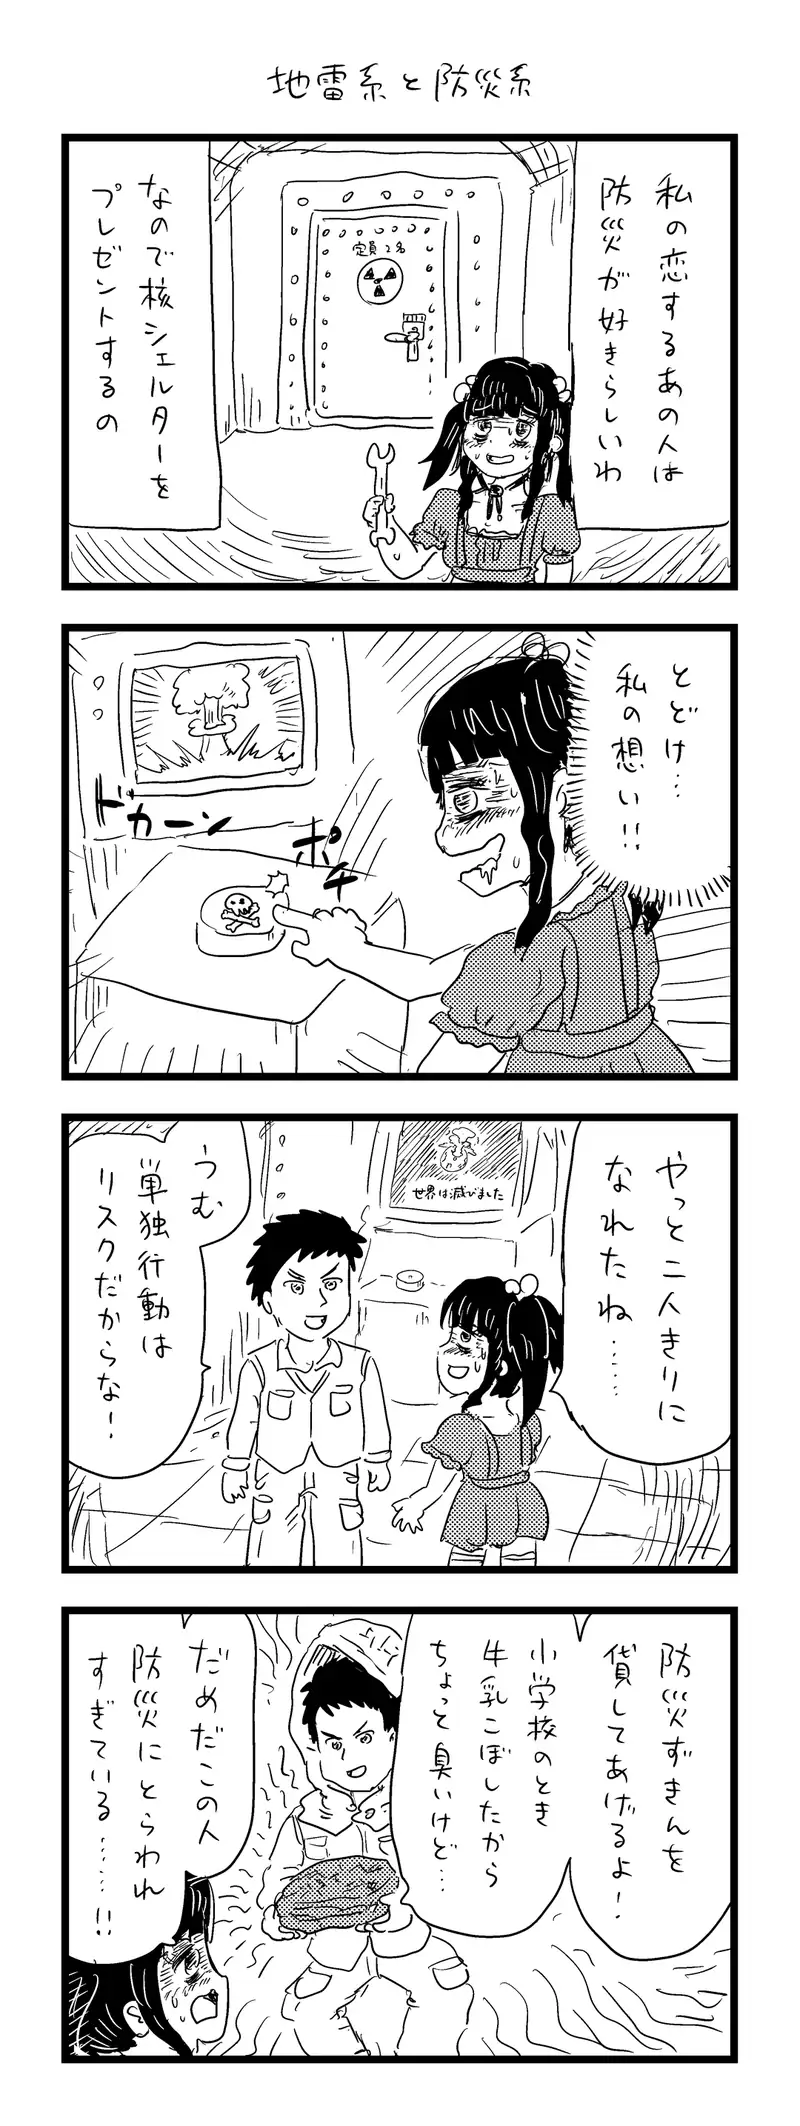 地雷系と防災系
私の恋するあの人は
防災が好きらしいわ
定員2名
なので核シェルターを
プレゼントするの
とどけ…
私の想い!!
ポチ
ドカーン
やっと二人きりに
なれたね……
世界は滅びました
うむ
単独行動は
リスクだからな!
防災ずきんを
貸してあげるよ!
小学校のとき
牛乳こぼしたから
ちょっと臭いけど…
だめだこの人
防災にとらわれ
すぎている……!!